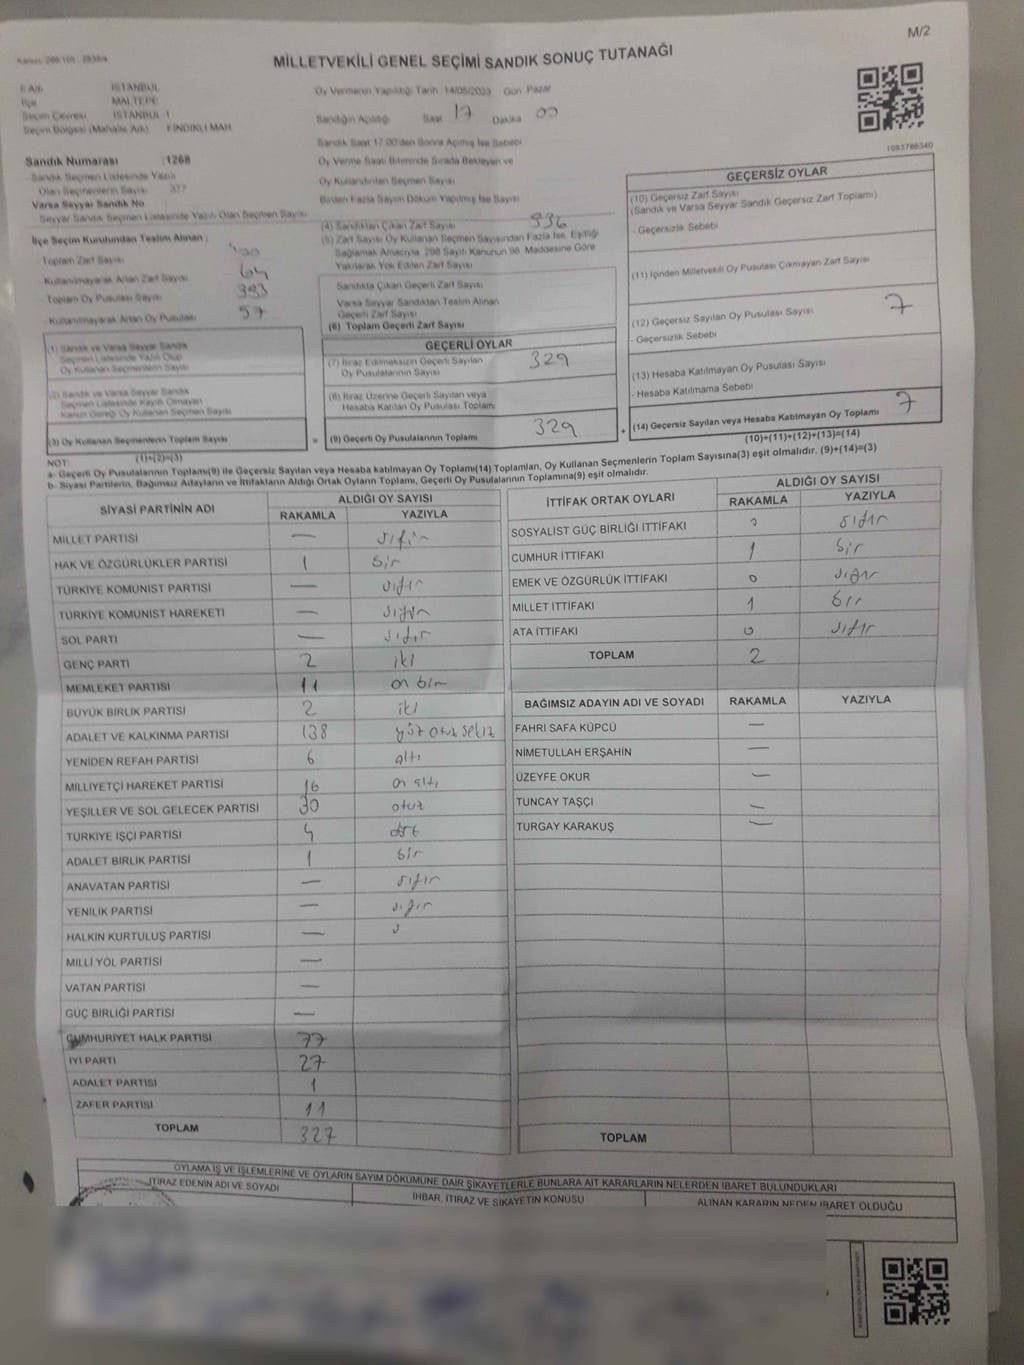 M/2
MİLLETVEKİLİ GENEL SEÇİMİ SANDIK SONUÇ TUTANAĞI
İli Adı İSTANBUL
İlçe MALTEPE
Seçim Çevresi İSTANBUL-1
Seçim Bölgesi (Mahalle Adı) FINDIKLI MAH.
Oy Vermenin Yapıldığı Tarih 14/05/2023 Gün Pazar
Sandığın Açıldığı Saat 17 Dakika 00
Sandık Saat 17.00'den Sonra Açılmış İse Sebebi
Oy Verme Saati Bitiminde Sırada Bekleyen ve
Oy Kullandırılan Seçmen Sayısı
Birden Fazla Sayım Döküm Yapılmış İse Sayısı
1083766340
Sandık Numarası :1268
- Sandık Seçmen Listesinde Yazılı
Olan Seçmenlerin Sayısı 377
Varsa Seyyar Sandık No
- Seyyar Sandık Seçmen Listesinde Yazılı Olan Seçmen Sayısı
İlçe Seçim Kurulundan Teslim Alınan :
- Toplam Zarf Sayısı 400
- Kullanılmayarak Artan Zarf Sayısı 64
- Toplam Oy Pusulası Sayısı 393
- Kullanılmayarak Artan Oy Pusulası 57
(1) Sandık ve Varsa Seyyar Sandık
Seçmen Listesinde Yazılı Olup
Oy Kullanan Seçmenlerin Sayısı
(2) Sandık ve Varsa Seyyar Sandık
Seçmen Listesinde Kayıtlı Olmayan
Kanun Gereği Oy Kullanan Seçmen Sayısı
(3) Oy Kullanan Seçmenlerin Toplam Sayısı
(1)+(2)=(3)
(4) Sandıktan Çıkan Zarf Sayısı 336
(5) Zarf Sayısı Oy Kullanan Seçmen Sayısından Fazla İse, Eşitliği
Sağlamak Amacıyla, 298 Sayılı Kanunun 98. Maddesine Göre
Yakılarak Yok Edilen Zarf Sayısı
Sandıkta Çıkan Geçerli Zarf Sayısı
Varsa Seyyar Sandıktan Teslim Alınan
Geçerli Zarf Sayısı
(6) Toplam Geçerli Zarf Sayısı
GEÇERLİ OYLAR
(7) İtiraz Edilmeksizin Geçerli Sayılan
Oy Pusulalarının Sayısı 329
(8) İtiraz Üzerine Geçerli Sayılan veya
Hesaba Katılan Oy Pusulası Toplamı
= (9) Geçerli Oy Pusulalarının Toplamı 329
GEÇERSİZ OYLAR
(10) Geçersiz Zarf Sayısı
(Sandık ve Varsa Seyyar Sandık Geçersiz Zarf Toplamı)
- Geçersizlik Sebebi
(11) İçinden Milletvekili Oy Pusulası Çıkmayan Zarf Sayısı
(12) Geçersiz Sayılan Oy Pusulası Sayısı 7
- Geçersizlik Sebebi
(13) Hesaba Katılmayan Oy Pusulası Sayısı
- Hesaba Katılmama Sebebi
+ (14) Geçersiz Sayılan veya Hesaba Katılmayan Oy Toplamı 7
(10)+(11)+(12)+(13)=(14)
NOT:
a- Geçerli Oy Pusulalarının Toplamı(9) ile Geçersiz Sayılan veya Hesaba katılmayan Oy Toplamı(14) Toplamları, Oy Kullanan Seçmenlerin Toplam Sayısına(3) eşit olmalıdır. (9)+(14)=(3)
b- Siyasi Partilerin, Bağımsız Adayların ve İttifakların Aldığı Ortak Oyların Toplamı, Geçerli Oy Pusulalarının Toplamına(9) eşit olmalıdır.
SİYASİ PARTİNİN ADI ALDIĞI OY SAYISI
RAKAMLA YAZIYLA
MİLLET PARTİSİ — sıfır
HAK VE ÖZGÜRLÜKLER PARTİSİ 1 bir
TÜRKİYE KOMÜNİST PARTİSİ — sıfır
TÜRKİYE KOMÜNİST HAREKETİ — sıfır
SOL PARTİ — sıfır
GENÇ PARTİ 2 iki
MEMLEKET PARTİSİ 11 on bir
BÜYÜK BİRLİK PARTİSİ 2 iki
ADALET VE KALKINMA PARTİSİ 138 yüz otuz sekiz
YENİDEN REFAH PARTİSİ 6 altı
MİLLİYETÇİ HAREKET PARTİSİ 16 on altı
YEŞİLLER VE SOL GELECEK PARTİSİ 30 otuz
TÜRKİYE İŞÇİ PARTİSİ 4 dört
ADALET BİRLİK PARTİSİ 1 bir
ANAVATAN PARTİSİ — sıfır
YENİLİK PARTİSİ — sıfır
HALKIN KURTULUŞ PARTİSİ —
MİLLİ YOL PARTİSİ —
VATAN PARTİSİ —
GÜÇ BİRLİĞİ PARTİSİ —
CUMHURİYET HALK PARTİSİ 77
İYİ PARTİ 27
ADALET PARTİSİ 1
ZAFER PARTİSİ 11
TOPLAM 327
İTTİFAK ORTAK OYLARI ALDIĞI OY SAYISI
RAKAMLA YAZIYLA
SOSYALİST GÜÇ BİRLİĞİ İTTİFAKI 0 sıfır
CUMHUR İTTİFAKI 1 bir
EMEK VE ÖZGÜRLÜK İTTİFAKI 0 sıfır
MİLLET İTTİFAKI 1 bir
ATA İTTİFAKI 0 sıfır
TOPLAM 2
BAĞIMSIZ ADAYIN ADI VE SOYADI RAKAMLA YAZIYLA
FAHRİ SAFA KÜPCÜ —
NİMETULLAH ERŞAHİN —
ÜZEYFE OKUR —
TUNCAY TAŞÇI —
TURGAY KARAKUŞ —
TOPLAM
OYLAMA İŞ VE İŞLEMLERİNE VE OYLARIN SAYIM DÖKÜMÜNE DAİR ŞİKAYETLERLE BUNLARA AİT KARARLARIN NELERDEN İBARET BULUNDUKLARI
İTİRAZ EDENİN ADI VE SOYADI İHBAR, İTİRAZ VE ŞİKAYETİN KONUSU ALINAN KARARIN NEDEN İBARET OLDUĞU